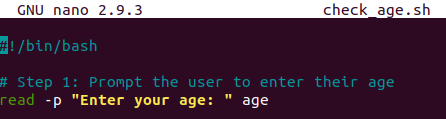 GNU nano 2.9.3 check_age.sh
#!/bin/bash
# Step 1: Prompt the user to enter their age
read -p "Enter your age: " age